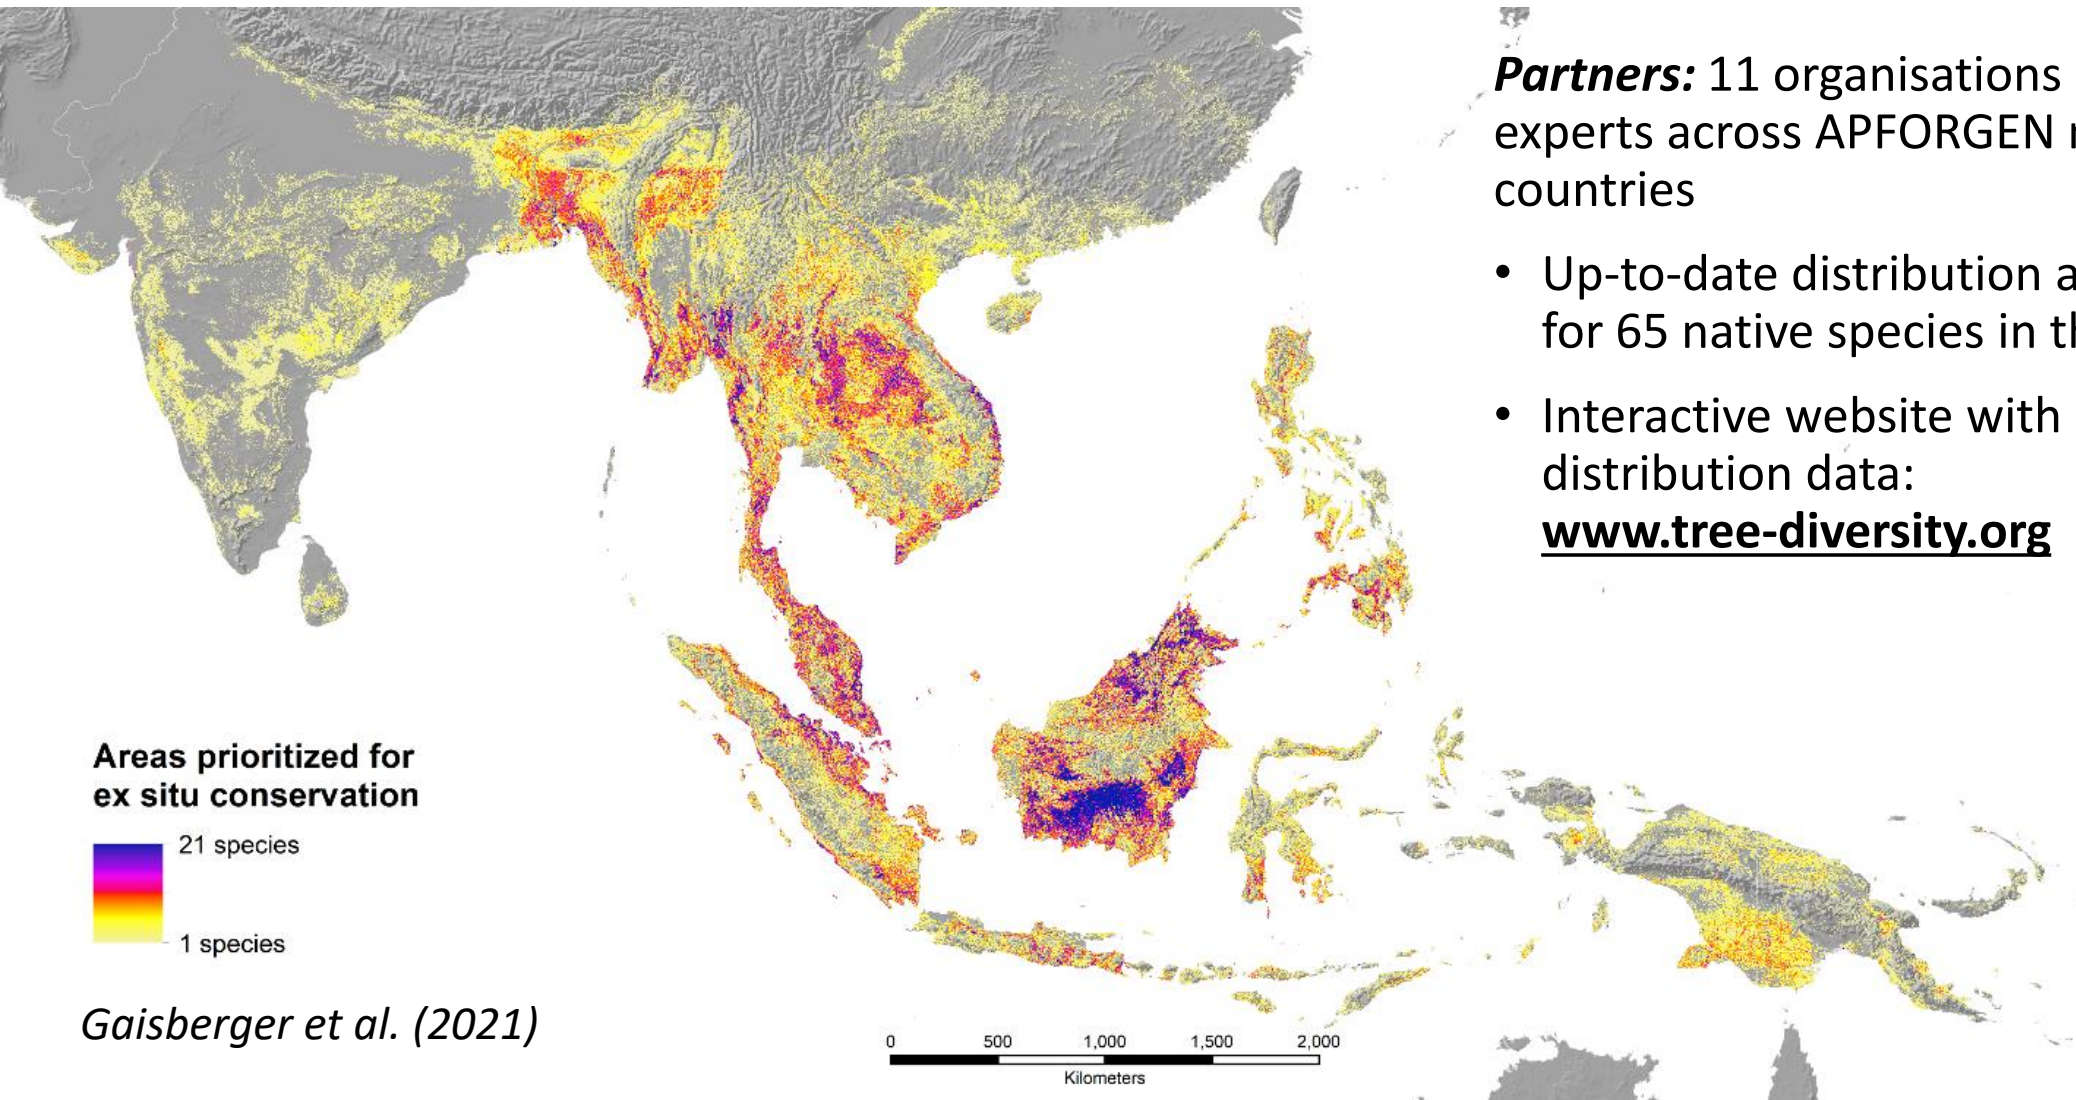 Partners: 11 organisations
experts across APFORGEN
countries
• Up-to-date distribution
for 65 native species in
• Interactive website with
distribution data:
www.tree-diversity.org
Areas prioritized for
ex situ conservation
21 species
1 species
Gaisberger et al. (2021)
0 500 1,000 1,500 2,000
Kilometers